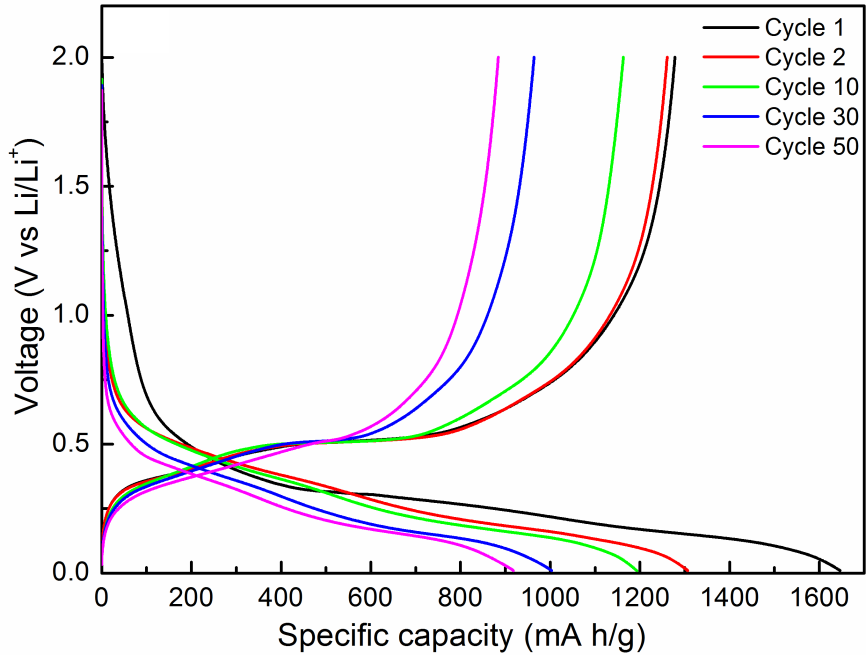 Cycle 1
Cycle 2
Cycle 10
Cycle 30
Cycle 50
2.0
1.5
1.0
0.5
0.0
Voltage (V vs Li/Li⁺)
0 200 400 600 800 1000 1200 1400 1600
Specific capacity (mA h/g)